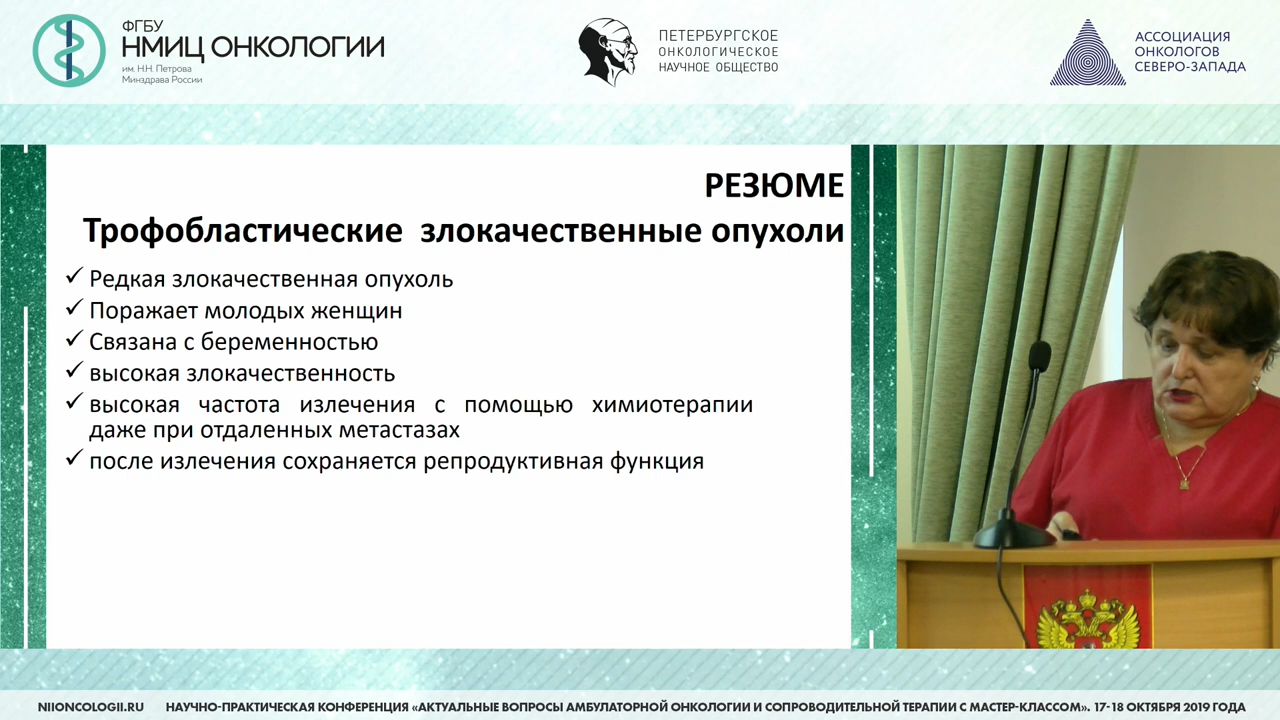 ФГБУ
НМИЦ ОНКОЛОГИИ
им. Н.Н. Петрова
Минздрава России
ПЕТЕРБУРГСКОЕ
ОНКОЛОГИЧЕСКОЕ
НАУЧНОЕ ОБЩЕСТВО
АССОЦИАЦИЯ
ОНКОЛОГОВ
СЕВЕРО-ЗАПАДА
РЕЗЮМЕ
Трофобластические злокачественные опухоли
✓ Редкая злокачественная опухоль
✓ Поражает молодых женщин
✓ Связана с беременностью
✓ высокая злокачественность
✓ высокая частота излечения с помощью химиотерапии
даже при отдаленных метастазах
✓ после излечения сохраняется репродуктивная функция
NIIONCOLOGII.RU НАУЧНО-ПРАКТИЧЕСКАЯ КОНФЕРЕНЦИЯ «АКТУАЛЬНЫЕ ВОПРОСЫ АМБУЛАТОРНОЙ ОНКОЛОГИИ И СОПРОВОДИТЕЛЬНОЙ ТЕРАПИИ С МАСТЕР-КЛАССОМ». 17-18 ОКТЯБРЯ 2019 ГОДА